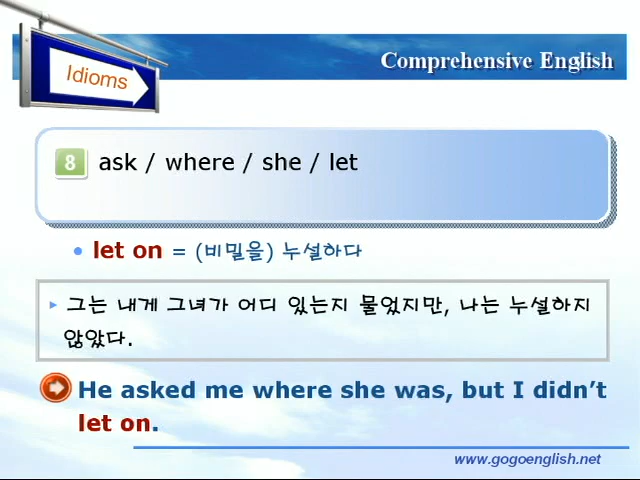 Idioms
Comprehensive English
8 ask / where / she / let
• let on = (비밀을) 누설하다
▸ 그는 내게 그녀가 어디 있는지 물었지만, 나는 누설하지
않았다.
He asked me where she was, but I didn't
let on.
www.gogoenglish.net